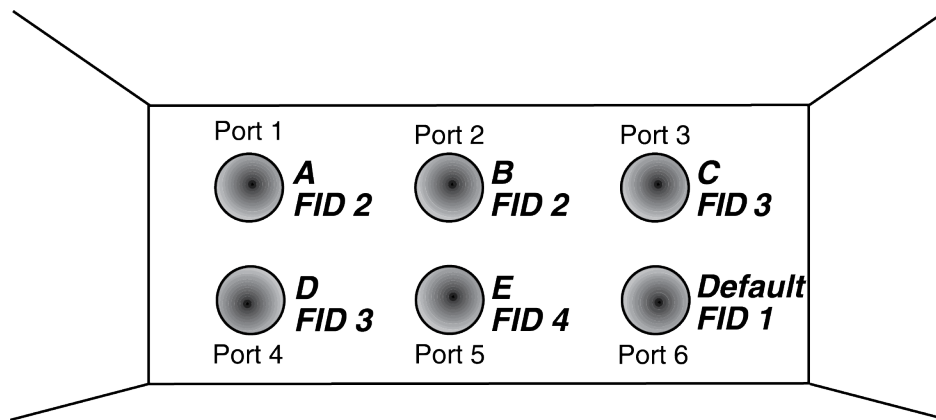 Port 1
A
FID 2
Port 2
B
FID 2
Port 3
C
FID 3
D
FID 3
Port 4
E
FID 4
Port 5
Default
FID 1
Port 6